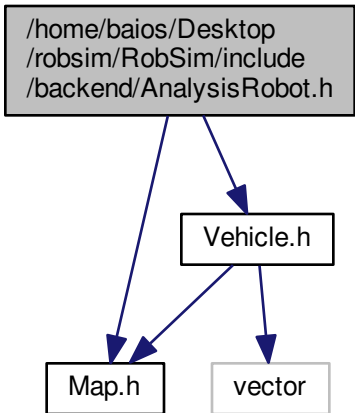 /home/baios/Desktop
/robsim/RobSim/include
/backend/AnalysisRobot.h
Vehicle.h
Map.h
vector